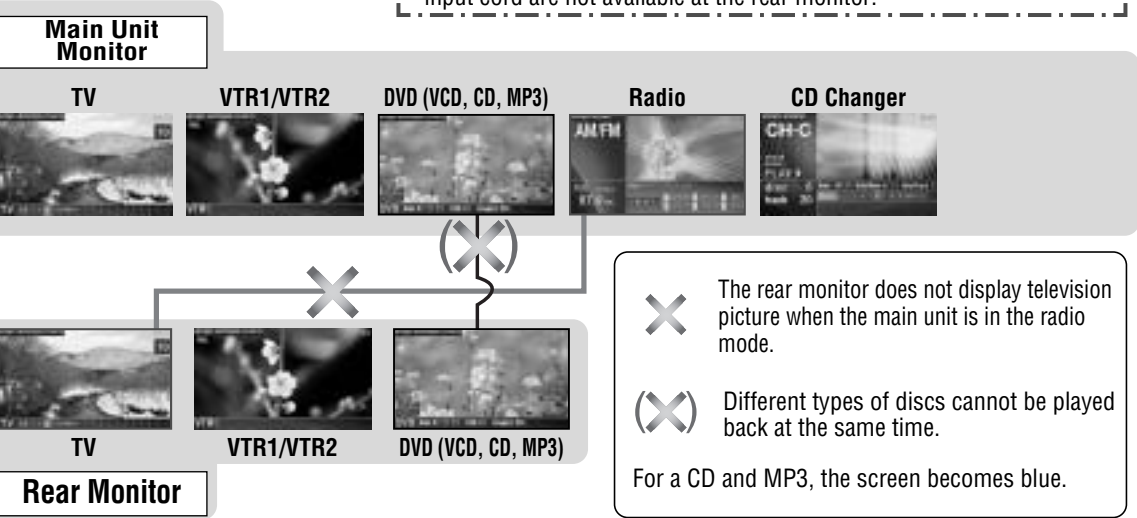 input cord are not available at the rear monitor.
Main Unit
Monitor
TV
VTR1/VTR2
DVD (VCD, CD, MP3)
Radio
CD Changer
AM/FM
CH-C
The rear monitor does not display television
picture when the main unit is in the radio
mode.
Different types of discs cannot be played
back at the same time.
For a CD and MP3, the screen becomes blue.
TV
VTR1/VTR2
DVD (VCD, CD, MP3)
Rear Monitor